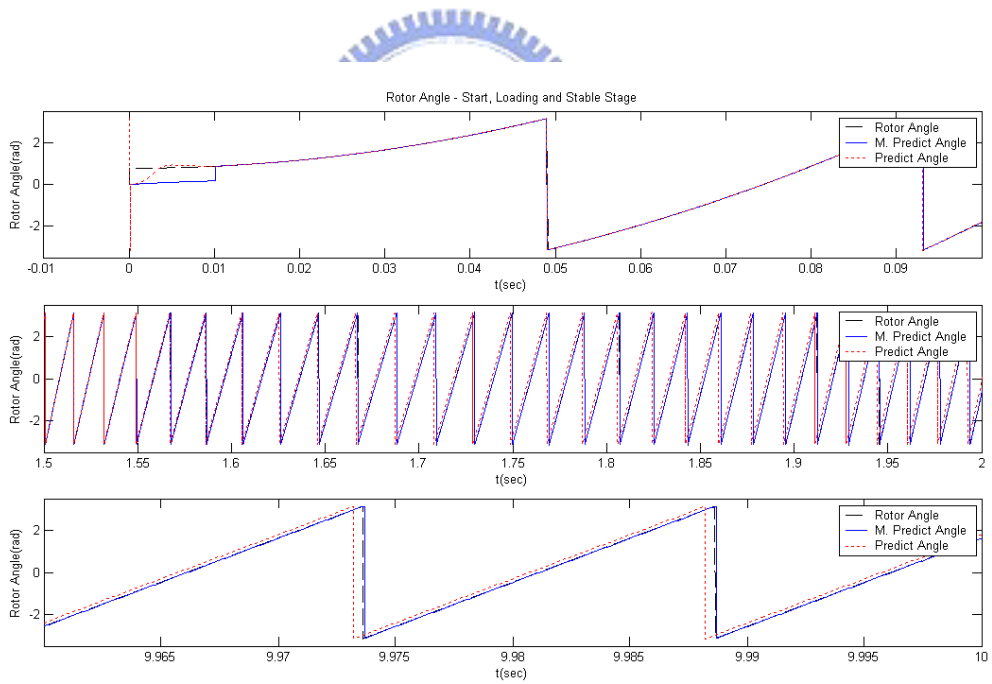 Rotor Angle - Start, Loading and Stable Stage
Rotor Angle(rad)
2
0
-2
Rotor Angle
M. Predict Angle
Predict Angle
-0.01 0 0.01 0.02 0.03 0.04 0.05 0.06 0.07 0.08 0.09
t(sec)
Rotor Angle(rad)
2
0
-2
Rotor Angle
M. Predict Angle
Predict Angle
1.5 1.55 1.6 1.65 1.7 1.75 1.8 1.85 1.9 1.95 2
t(sec)
Rotor Angle(rad)
2
0
-2
Rotor Angle
M. Predict Angle
Predict Angle
9.965 9.97 9.975 9.98 9.985 9.99 9.995 10
t(sec)